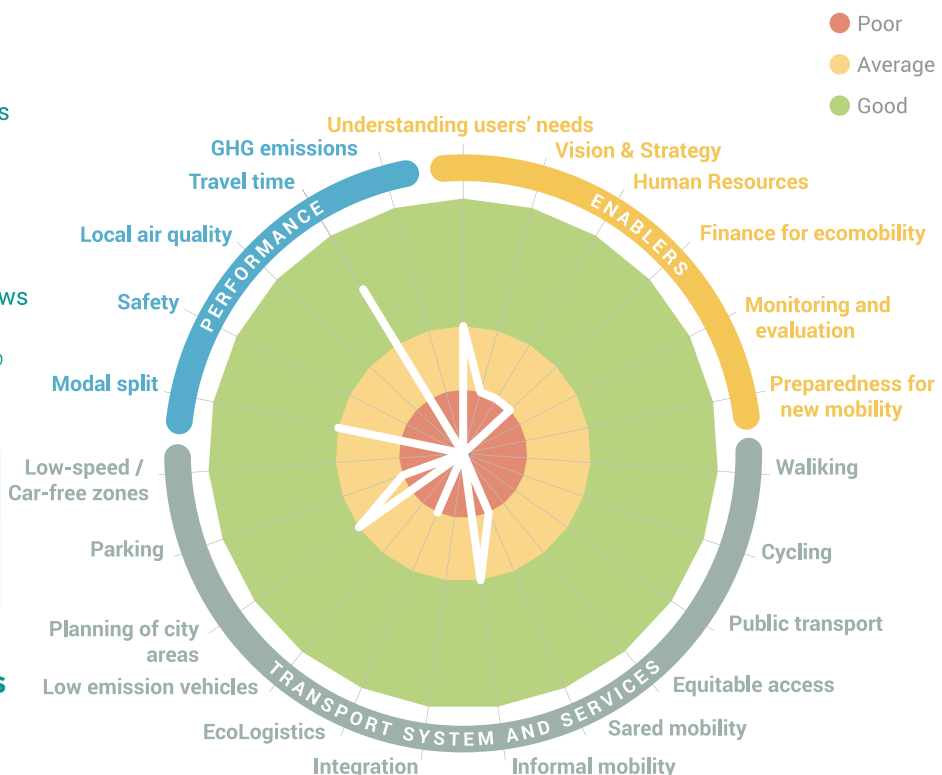 Poor
Average
Good
s
Understanding users' needs
GHG emissions
Vision & Strategy
Travel time
Human Resources
PERFORMANCE
ENABLERS
Local air quality
Finance for ecomobility
ws
Safety
Monitoring and
evaluation
Modal split
Preparedness for
new mobility
Low-speed /
Car-free zones
Waliking
Parking
Cycling
Planning of city
areas
Public transport
s
Low emission vehicles
Equitable access
TRANSPORT SYSTEM AND SERVICES
EcoLogistics
Sared mobility
Integration
Informal mobility